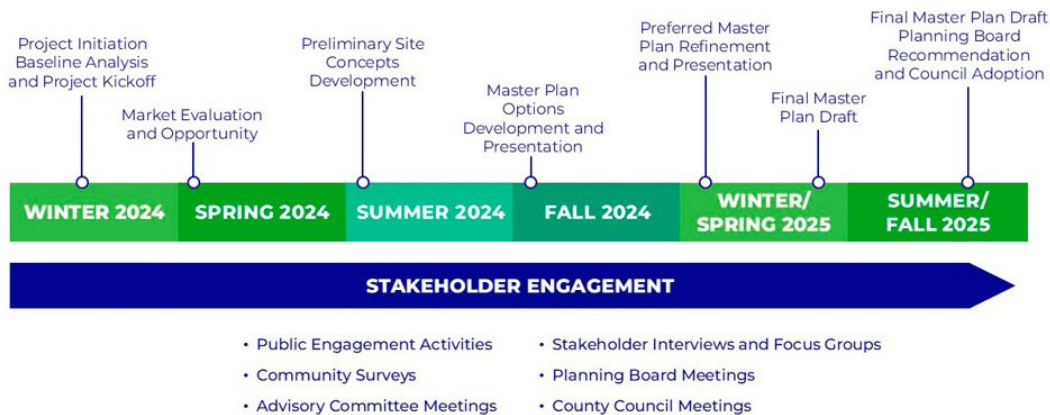 Project Initiation
Baseline Analysis
and Project Kickoff
Market Evaluation
and Opportunity
Preliminary Site
Concepts
Development
Master Plan
Options
Development and
Presentation
Preferred Master
Plan Refinement
and Presentation
Final Master
Plan Draft
Final Master Plan Draft
Planning Board
Recommendation
and Council Adoption
WINTER 2024
SPRING 2024
SUMMER 2024
FALL 2024
WINTER/
SPRING 2025
SUMMER/
FALL 2025
STAKEHOLDER ENGAGEMENT
• Public Engagement Activities
• Community Surveys
• Advisory Committee Meetings
• Stakeholder Interviews and Focus Groups
• Planning Board Meetings
• County Council Meetings